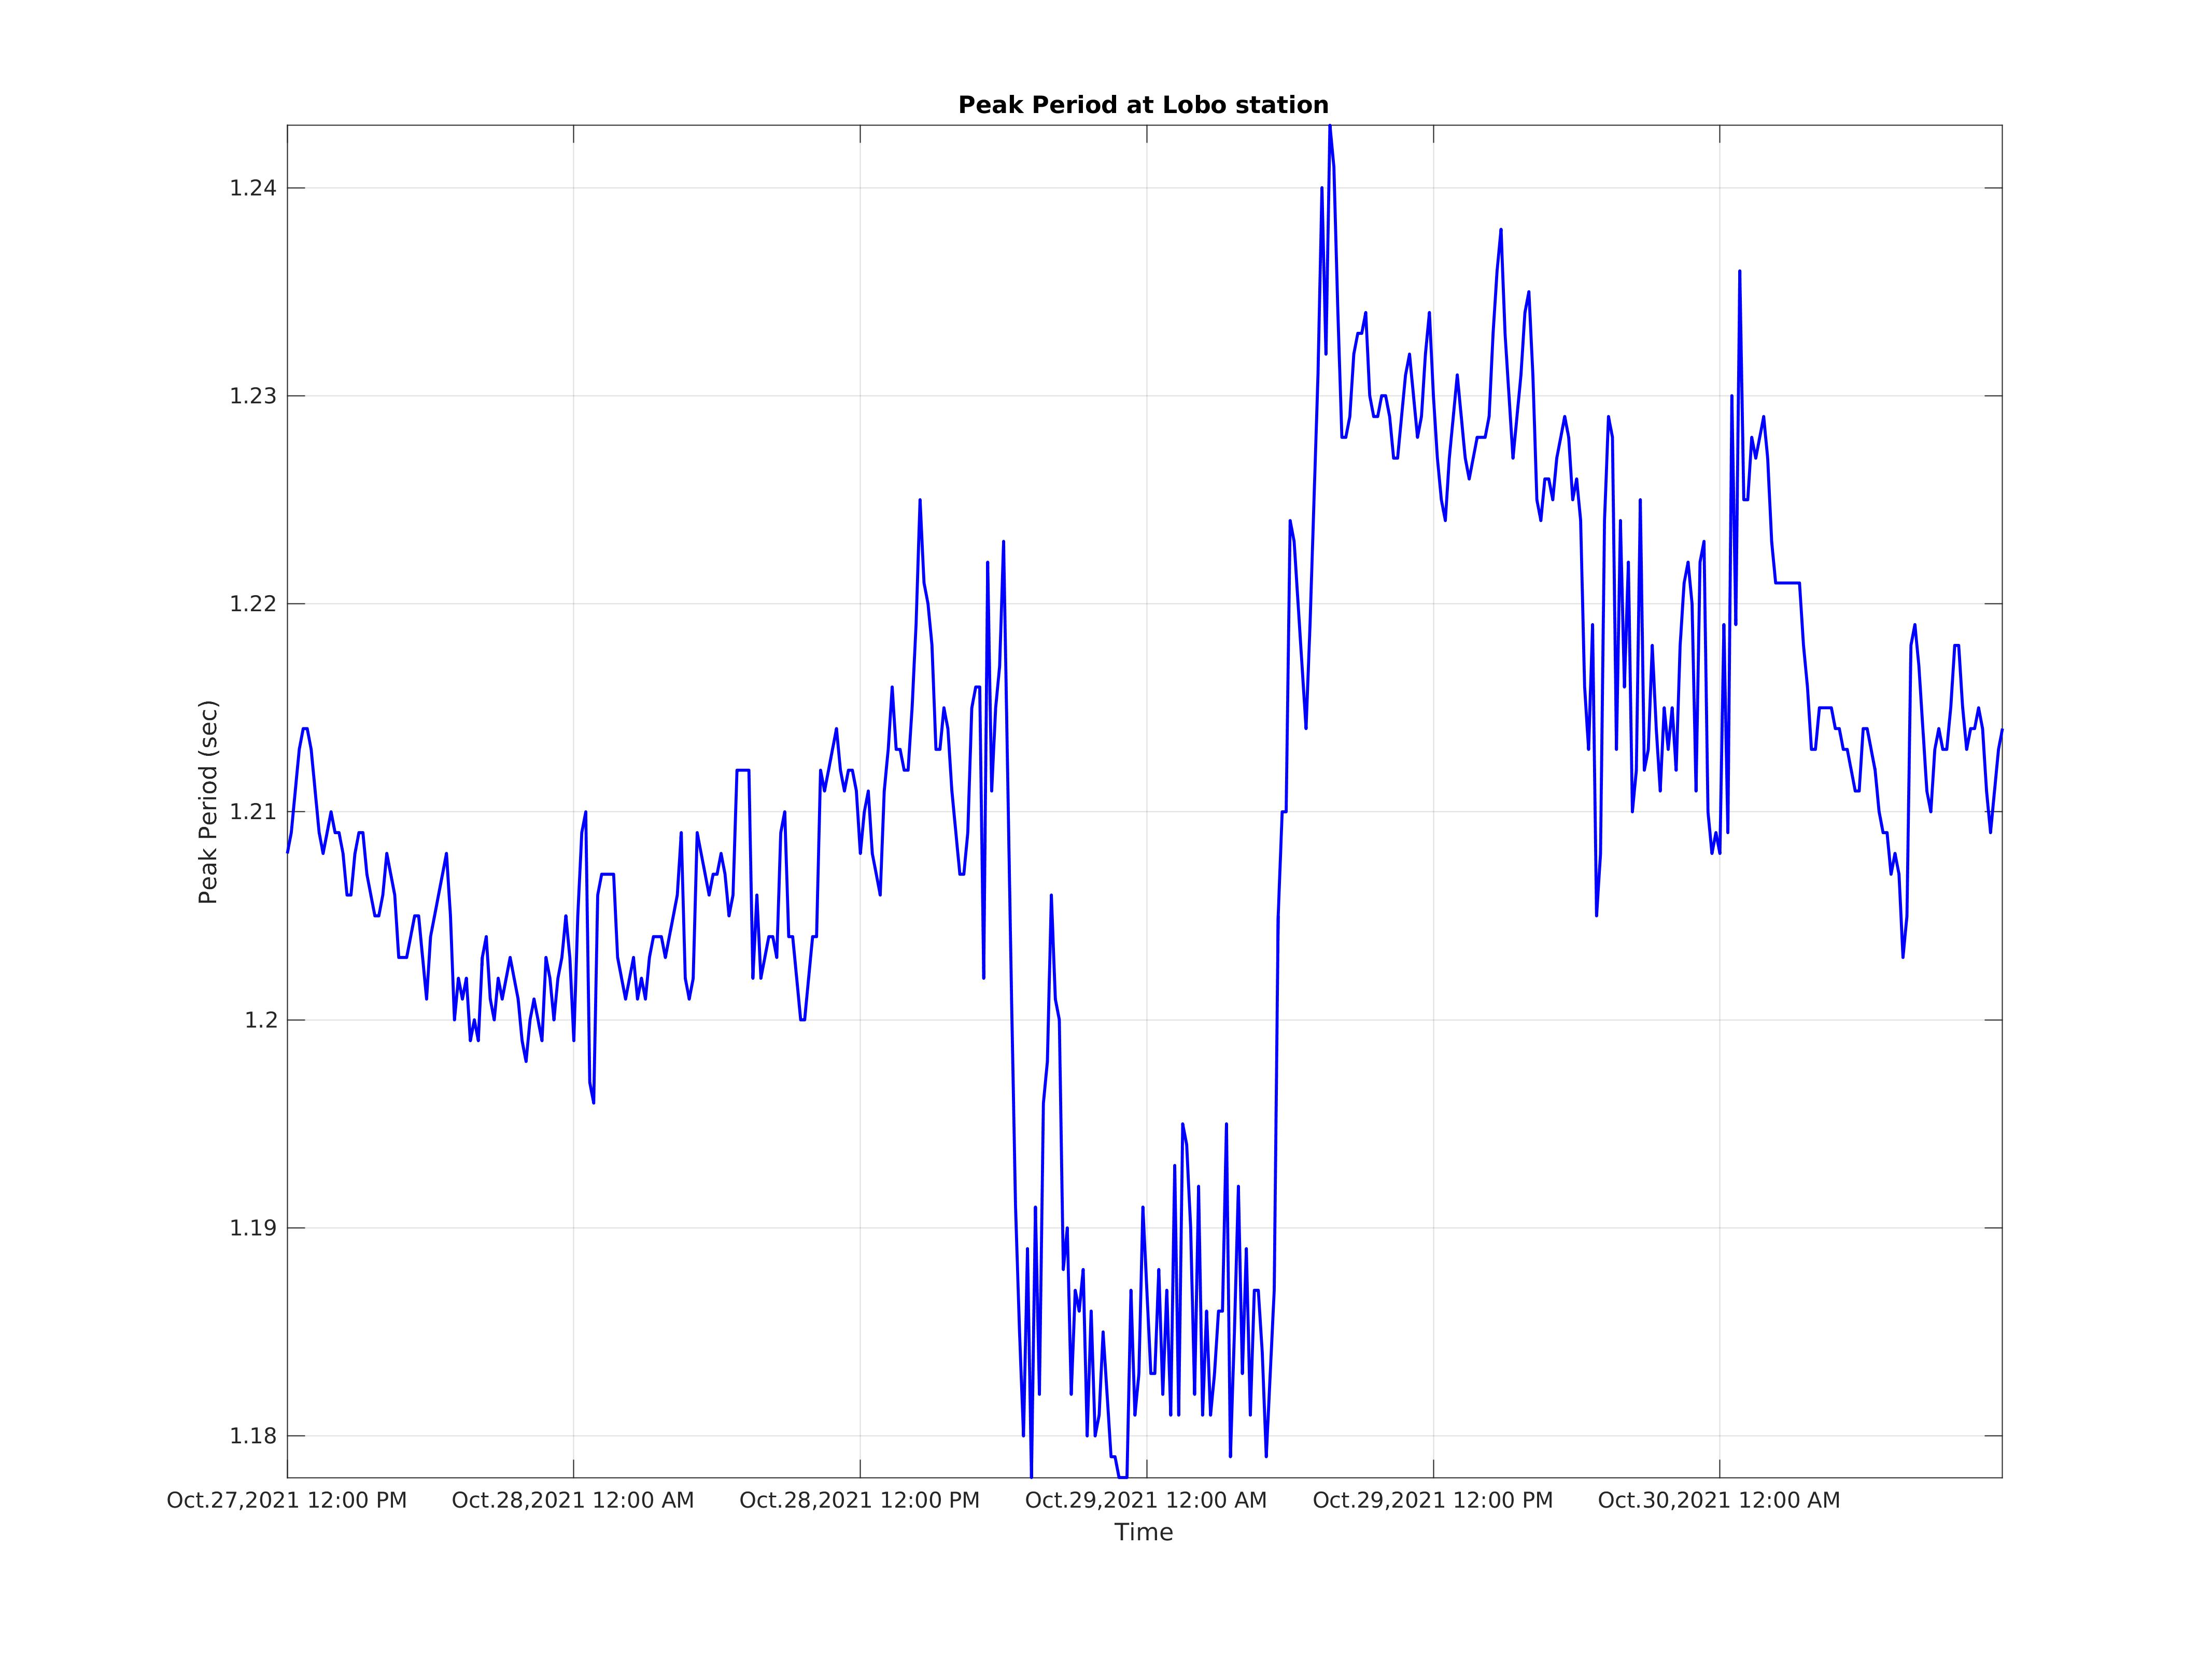 Peak Period at Lobo station
1.24
1.23
1.22
1.21
1.2
1.19
1.18
Peak Period (sec)
Oct.27,2021 12:00 PM
Oct.28,2021 12:00 AM
Oct.28,2021 12:00 PM
Oct.29,2021 12:00 AM
Oct.29,2021 12:00 PM
Oct.30,2021 12:00 AM
Time